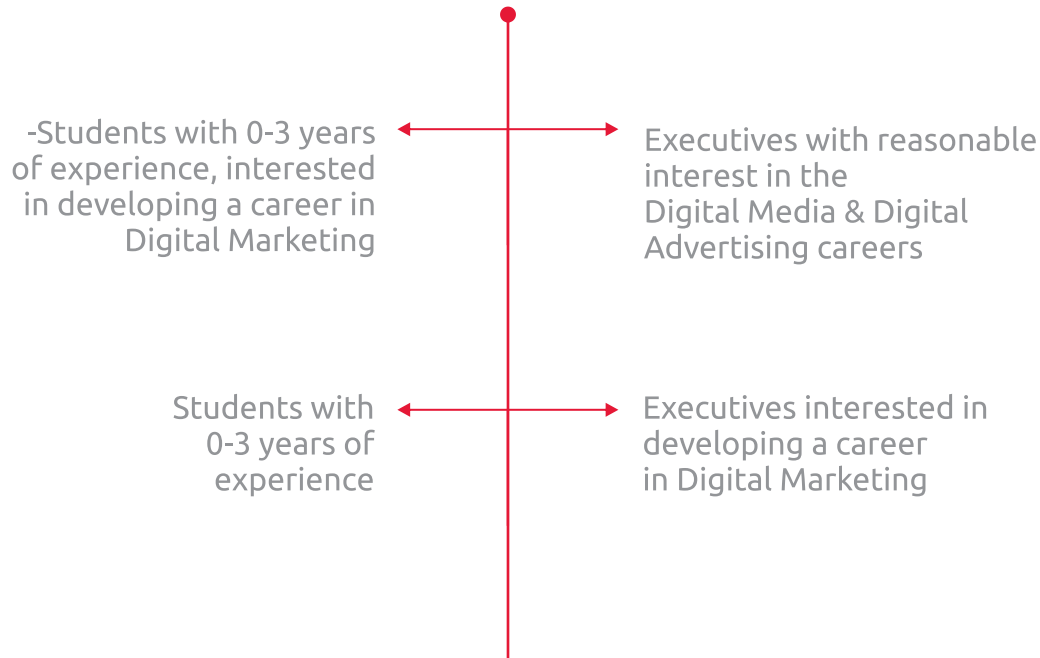 -Students with 0-3 years
of experience, interested
in developing a career in
Digital Marketing
Executives with reasonable
interest in the
Digital Media & Digital
Advertising careers
Students with
0-3 years of
experience
Executives interested in
developing a career
in Digital Marketing